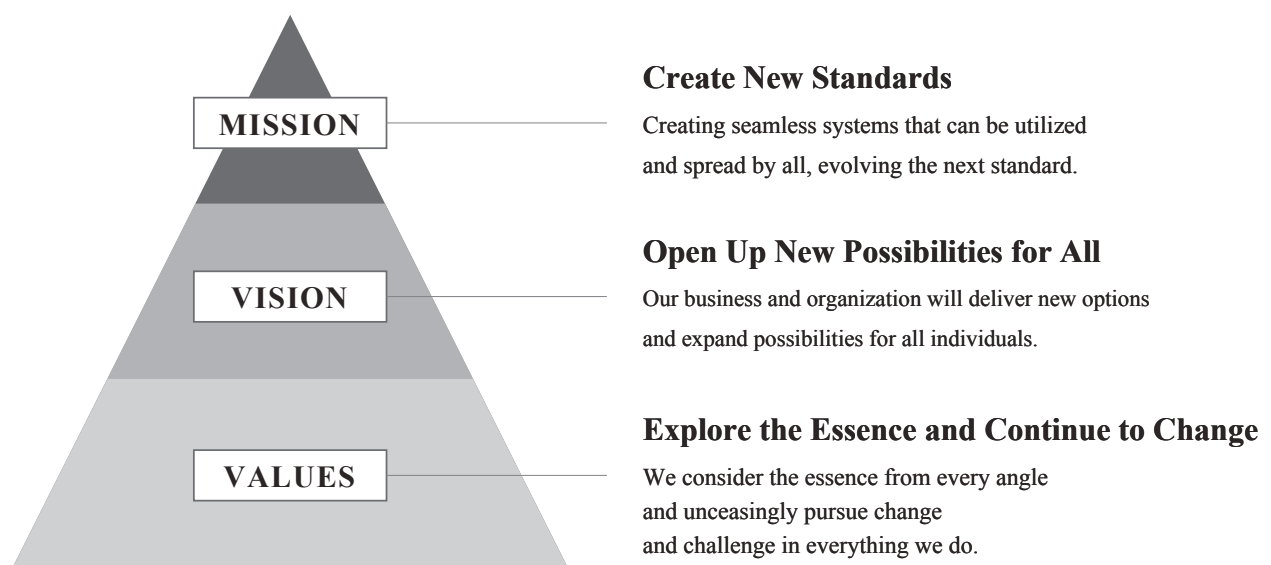 MISSION
Create New Standards
Creating seamless systems that can be utilized
and spread by all, evolving the next standard.
VISION
Open Up New Possibilities for All
Our business and organization will deliver new options
and expand possibilities for all individuals.
VALUES
Explore the Essence and Continue to Change
We consider the essence from every angle
and unceasingly pursue change
and challenge in everything we do.